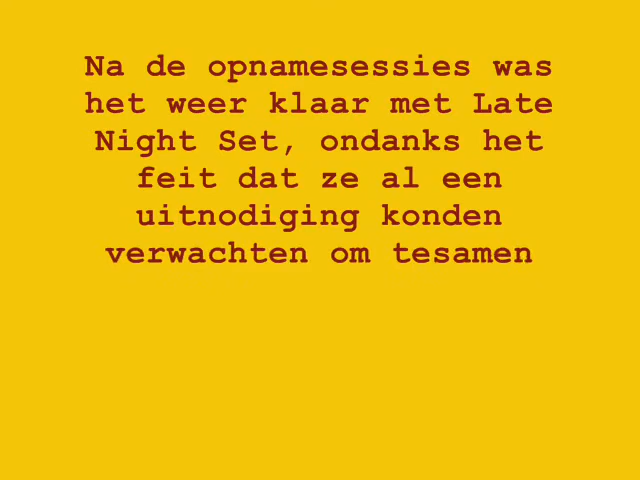 Na de opnamesessies was
het weer klaar met Late
Night Set, ondanks het
feit dat ze al een
uitnodiging konden
verwachten om tesamen